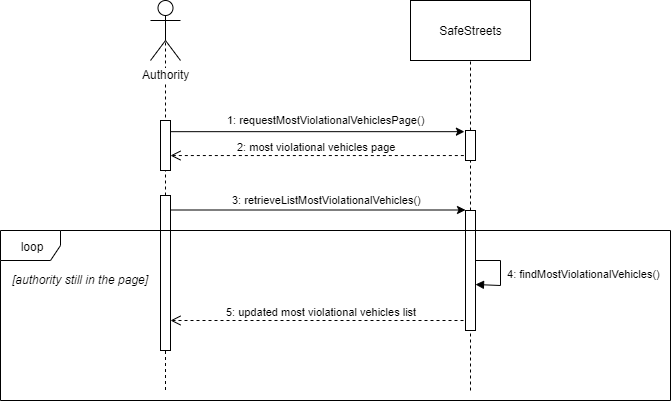 SafeStreets
Authority
1: requestMostViolationalVehiclesPage()
2: most violational vehicles page
3: retrieveListMostViolationalVehicles()
loop
[authority still in the page]
4: findMostViolationalVehicles()
5: updated most violational vehicles list